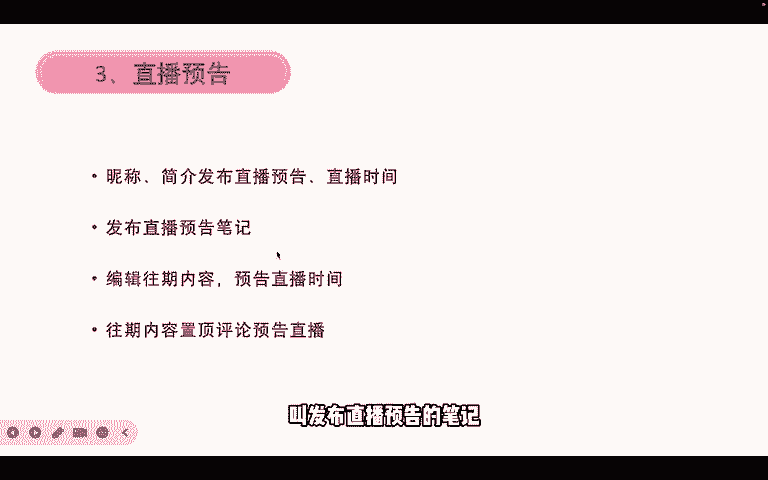 3、直播预告
• 昵称、简介发布直播预告、直播时间
• 发布直播预告笔记
• 编辑往期内容，预告直播时间
• 往期内容置顶评论预告直播
叫发布直播预告的笔记